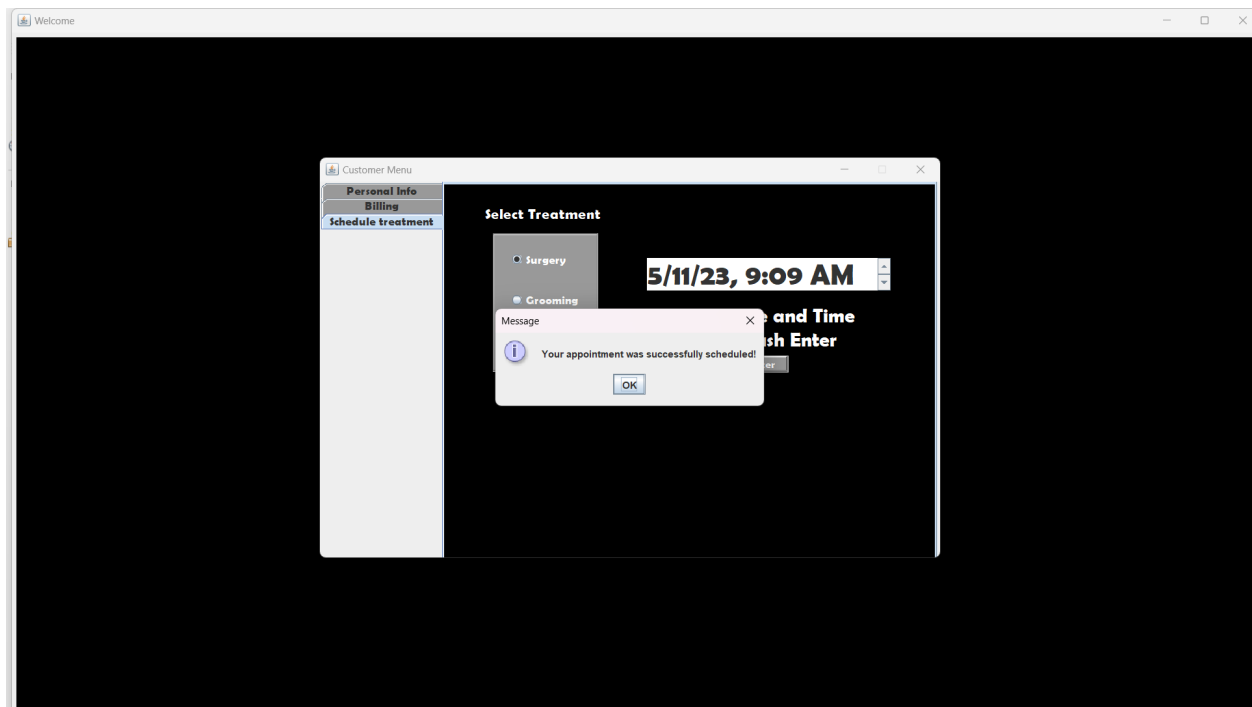 Welcome
Customer Menu
Personal Info
Billing
Schedule treatment
Select Treatment
Surgery
Grooming
5/11/23, 9:09 AM
and Time
Enter
Message
Your appointment was successfully scheduled!
OK